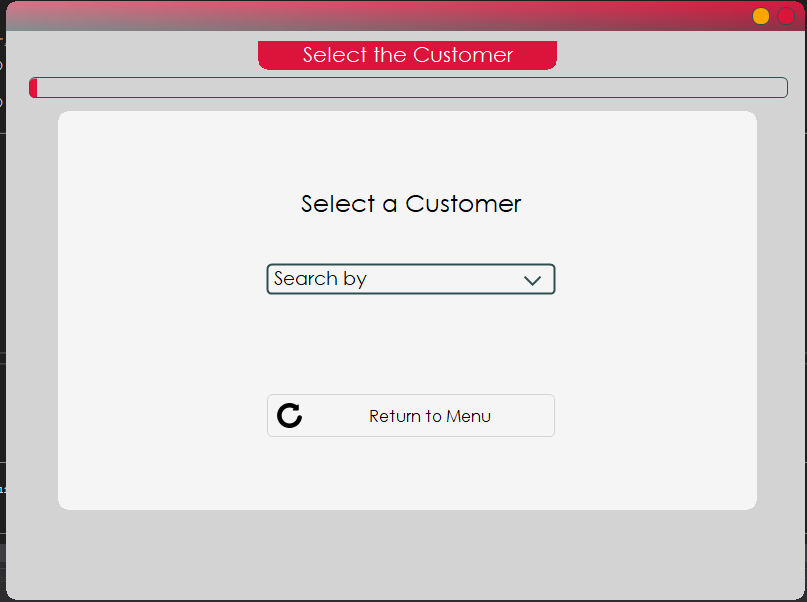 Select the Customer
Select a Customer
Search by
Return to Menu